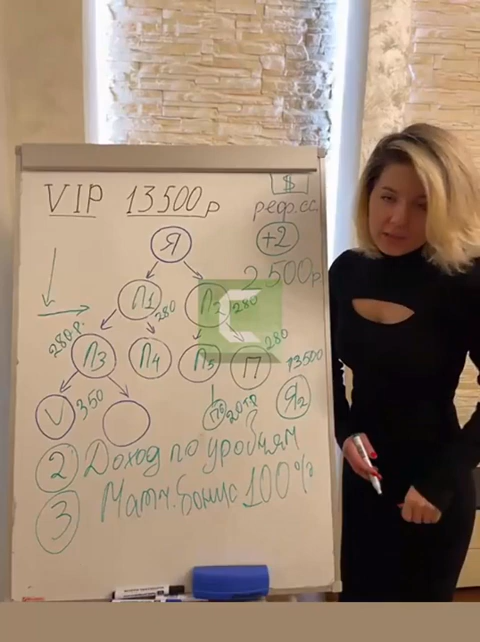 VIP 13500р
$
реф.сс.
Я
+2
2500р
П1
280
П2
280
280р.
280
П3
П4
П5
П
13500
V
350
20тр
Я2
2 Доход по уровням
3 Матч.бонус 100%